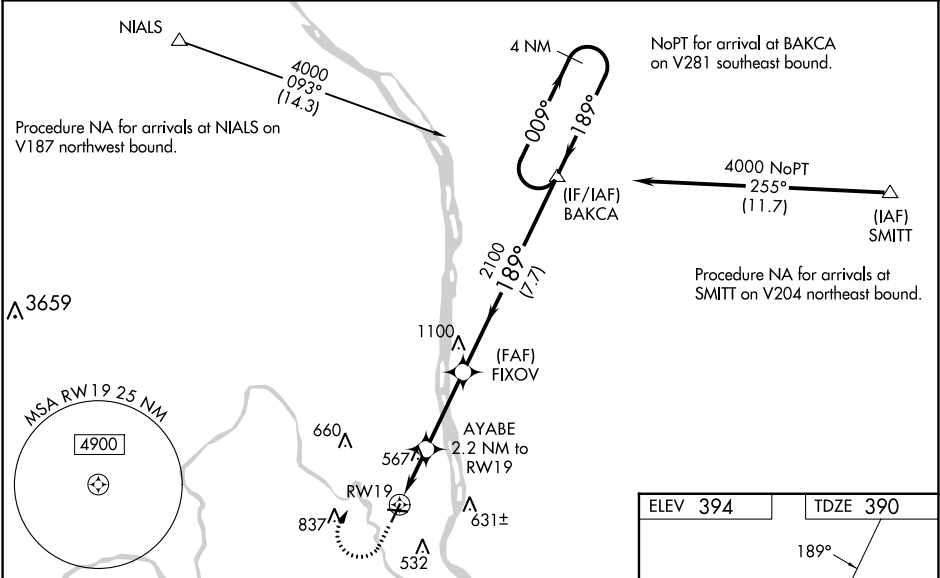 NIALS
4000
093°
(14.3)
Procedure NA for arrivals at NIALS on
V187 northwest bound.
4 NM
NoPT for arrival at BAKCA
on V281 southeast bound.
009°
189°
(IF/IAF)
BAKCA
4000 NoPT
255°
(11.7)
(IAF)
SMITT
Procedure NA for arrivals at
SMITT on V204 northeast bound.
2100
189°
(7.7)
3659
1100
(FAF)
FIXOV
MSA RW19 25 NM
4900
660
567
AYABE
2.2 NM to
RW19
RW19
837
631±
532
ELEV 394
TDZE 390
189°